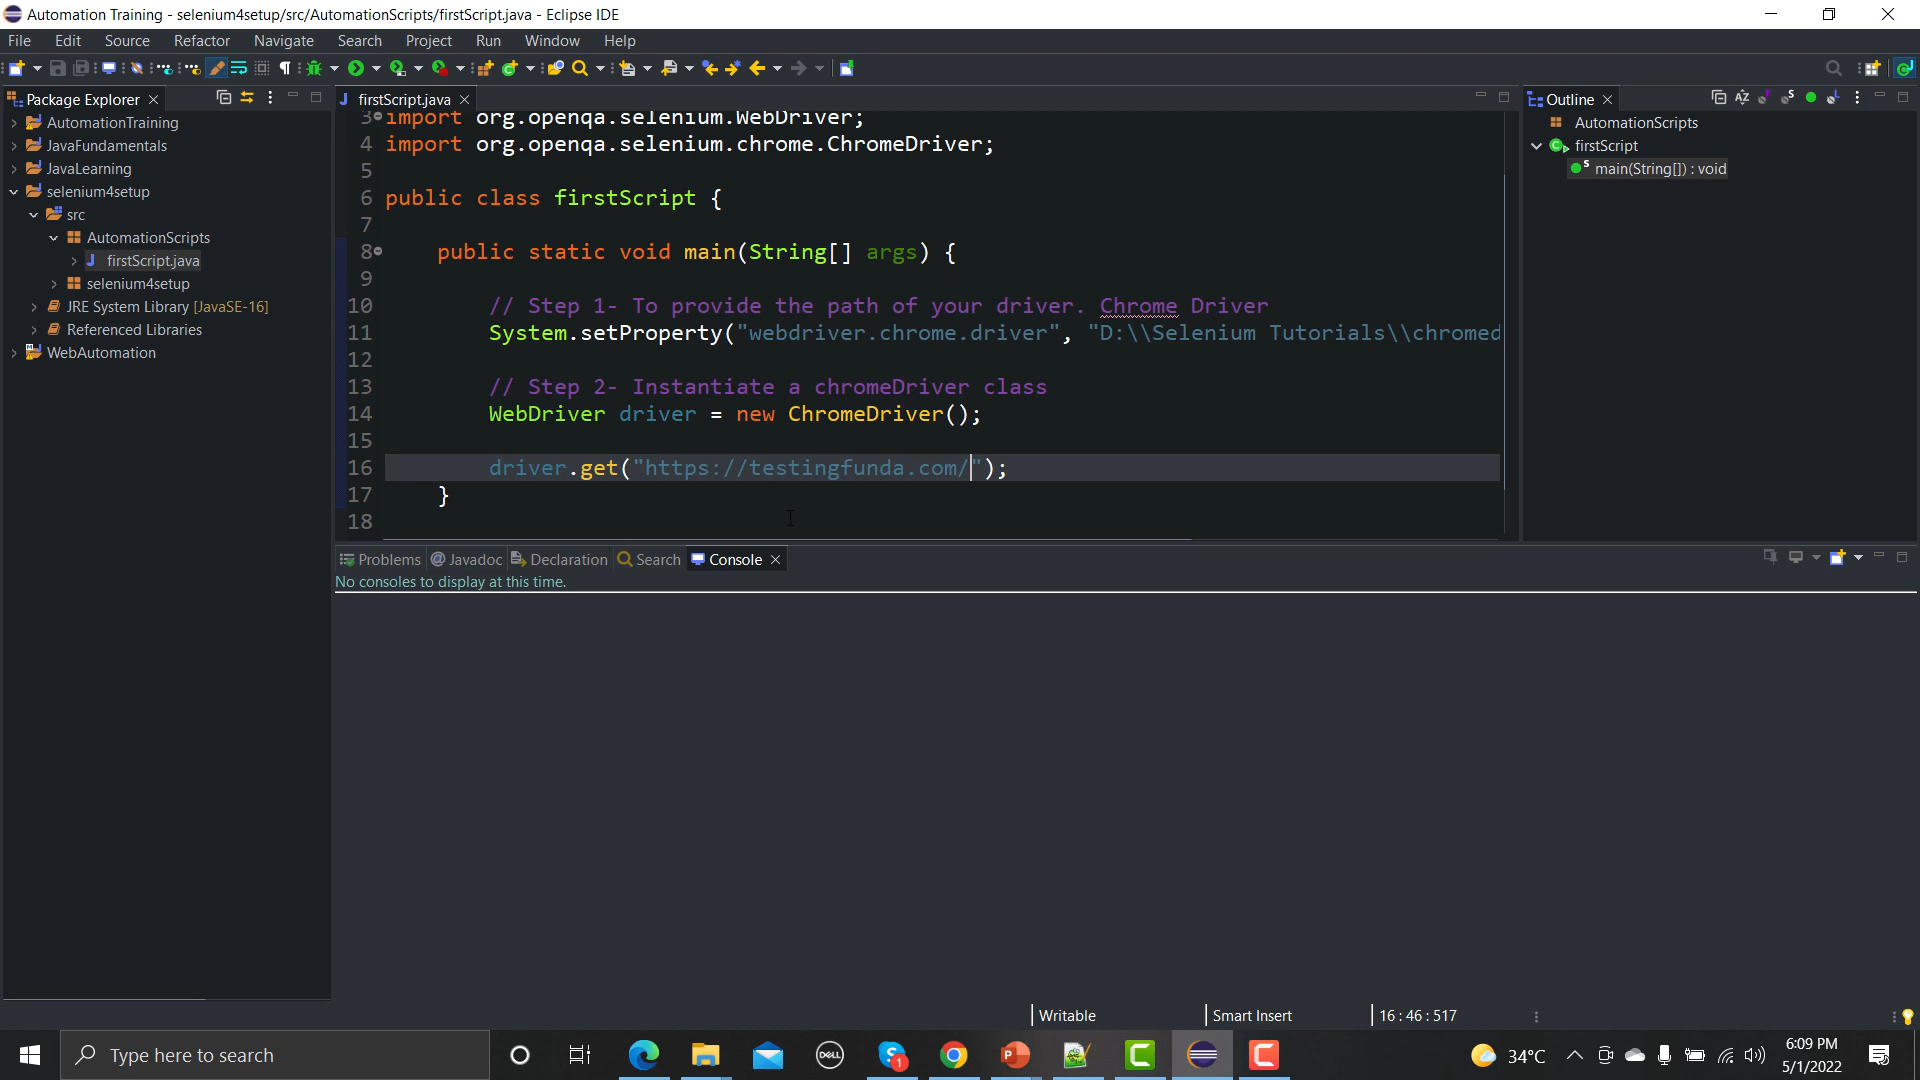 Automation Training - selenium4setup/src/AutomationScripts/firstScript.java - Eclipse IDE
File Edit Source Refactor Navigate Search Project Run Window Help
Package Explorer
AutomationTraining
JavaFundamentals
JavaLearning
selenium4setup
src
AutomationScripts
firstScript.java
selenium4setup
JRE System Library [JavaSE-16]
Referenced Libraries
WebAutomation
firstScript.java
3 import org.openqa.selenium.WebDriver;
4 import org.openqa.selenium.chrome.ChromeDriver;
5
6 public class firstScript {
7
8 public static void main(String[] args) {
9
10 // Step 1- To provide the path of your driver. Chrome Driver
11 System.setProperty("webdriver.chrome.driver", "D:\\Selenium Tutorials\\chromed
12
13 // Step 2- Instantiate a chromeDriver class
14 WebDriver driver = new ChromeDriver();
15
16 driver.get("https://testingfunda.com/");
17 }
18
Outline
AutomationScripts
firstScript
main(String[]) : void
Problems @ Javadoc Declaration Search Console
No consoles to display at this time.
Writable Smart Insert 16 : 46 : 517
Type here to search
DELL
1
34°C
6:09 PM
5/1/2022